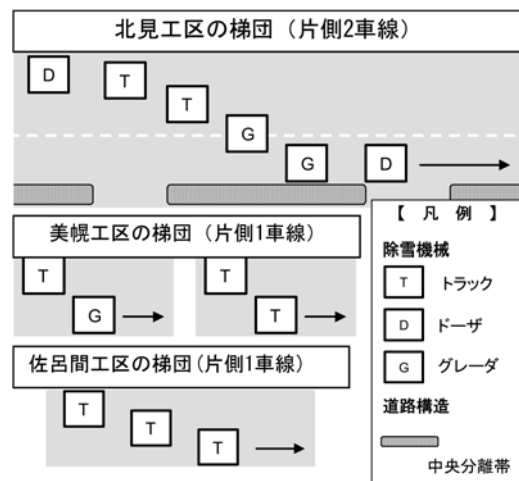 北見工区の梯団（片側2車線）
D
T
T
G
G
D
美幌工区の梯団（片側1車線）
T
G
T
T
佐呂間工区の梯団(片側1車線)
T
T
T
【凡例】
除雪機械
T トラック
D ドーザ
G グレーダ
道路構造
中央分離帯